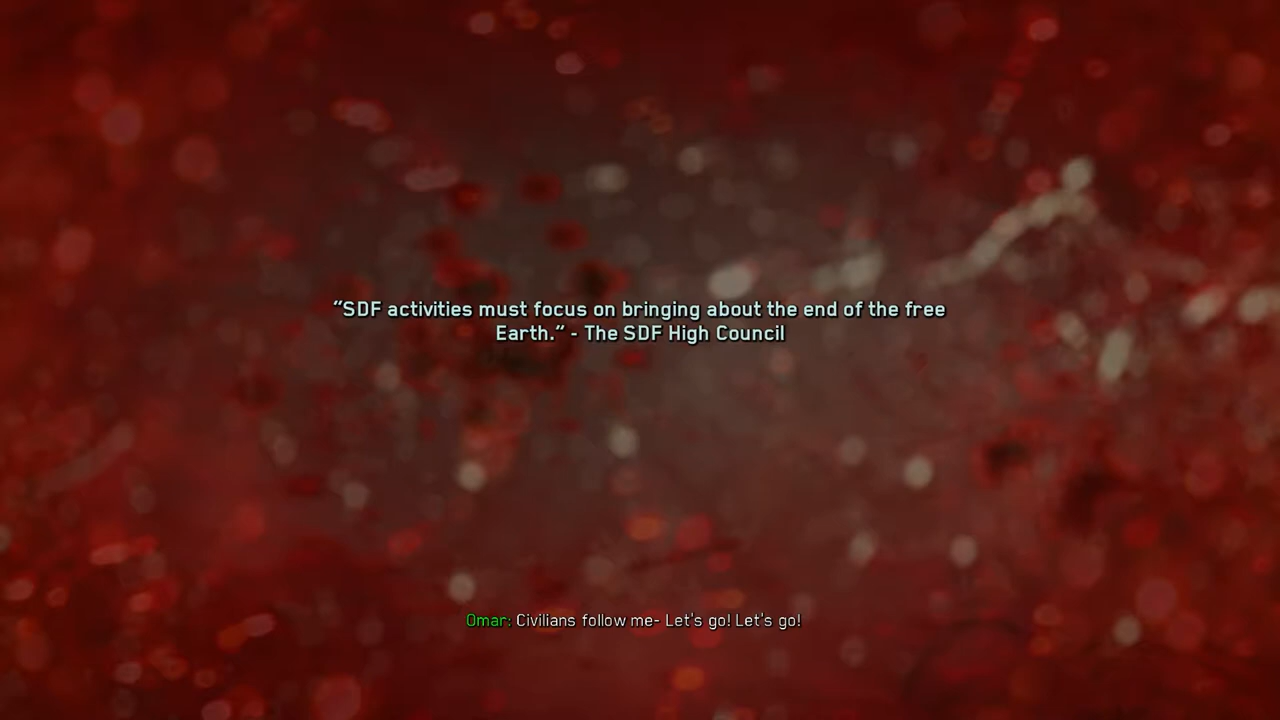 “SDF activities must focus on bringing about the end of the free
Earth.” - The SDF High Council
Omar: Civilians follow me- Let's go! Let's go!